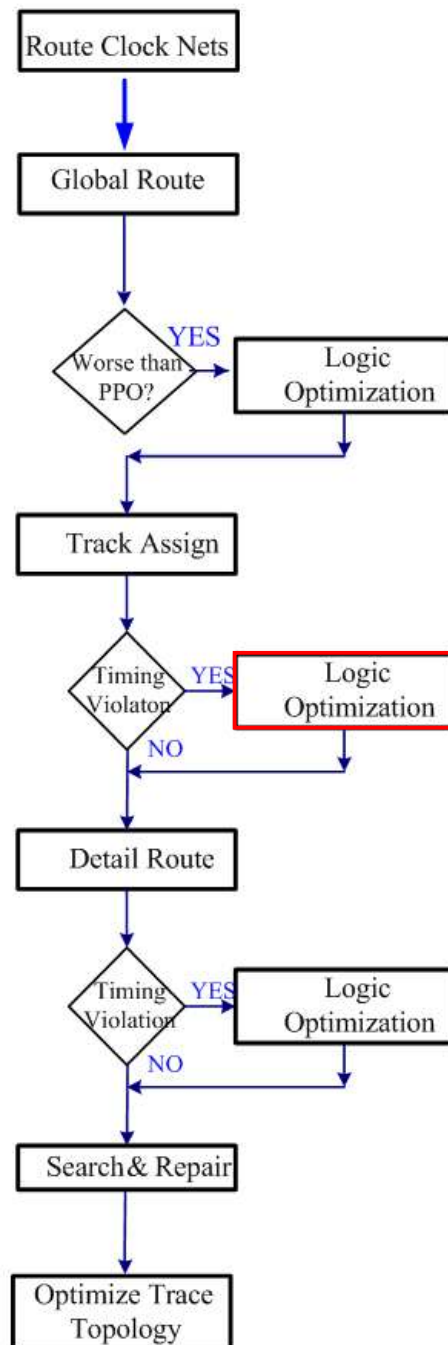 Route Clock Nets
Global Route
YES
Worse than
PPO?
Logic
Optimization
Track Assign
Timing
Violaton
YES
Logic
Optimization
NO
Detail Route
Timing
Violation
YES
Logic
Optimization
NO
Search& Repair
Optimize Trace
Topology